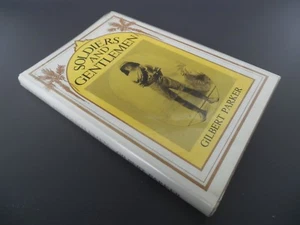 SOLDIERS
AND
GENTLEMEN
GILBERT PARKER